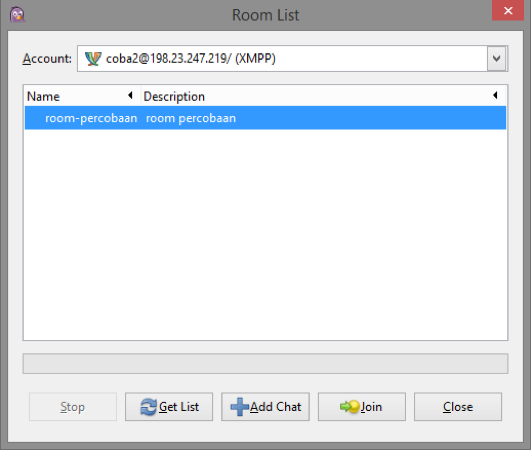 Room List
Account: coba2@198.23.247.219/ (XMPP)
Name Description
room-percobaan room percobaan
Stop Get List Add Chat Join Close